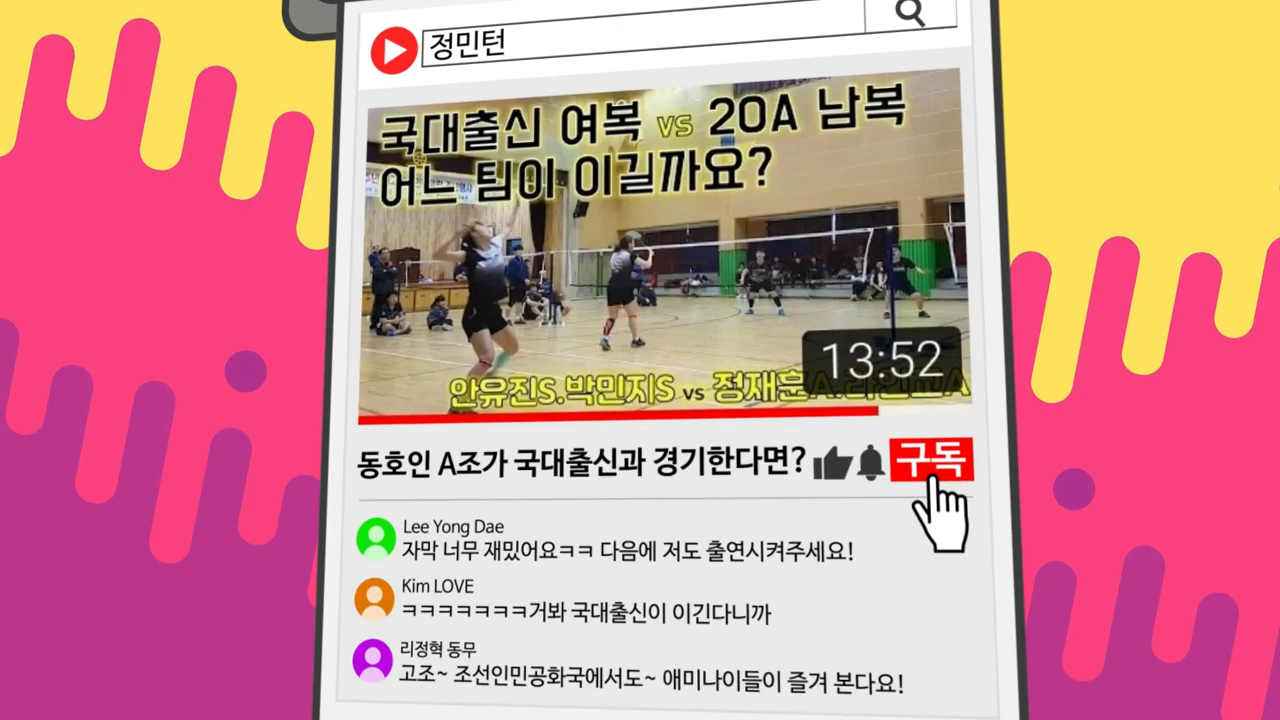 정민턴
국대출신 여복 vs 20A 남복
어느 팀이 이길까요?
13:52
안유진S.박민지S vs 정재훈A.
동호인 A조가 국대출신과 경기한다면?
구독
Lee Yong Dae
자막 너무 재밌어요ㅋㅋ 다음에 저도 출연시켜주세요!
Kim LOVE
ㅋㅋㅋㅋㅋㅋㅋ거봐 국대출신이 이긴다니까
리정혁 동무
고조~ 조선인민공화국에서도~ 애미나이들이 즐겨 본다요!